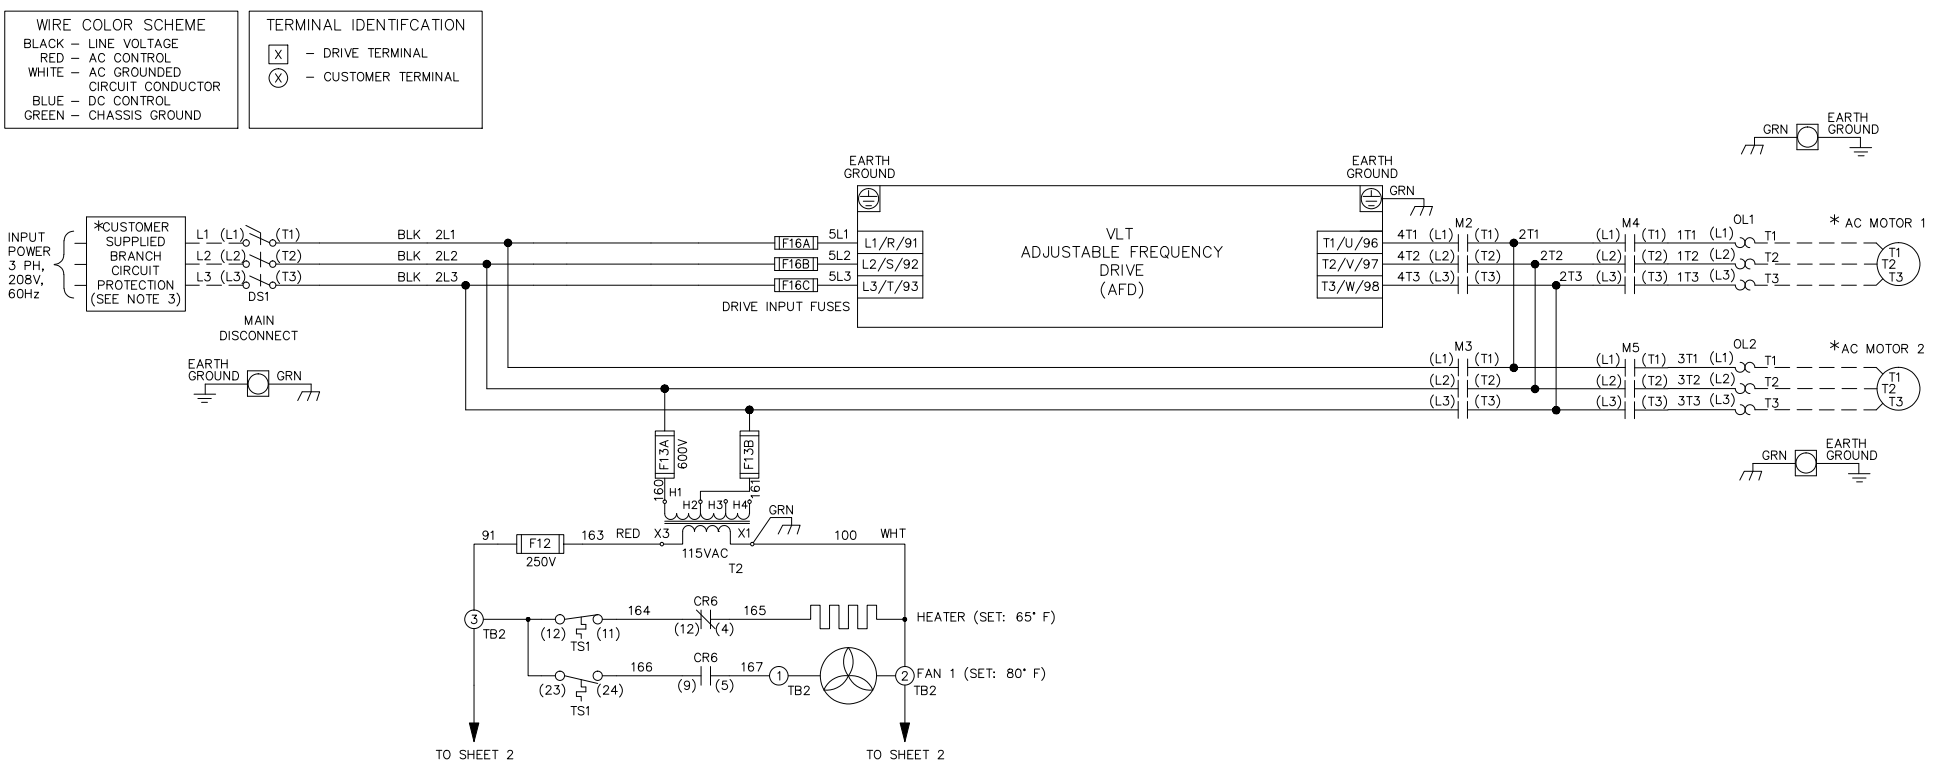 WIRE COLOR SCHEME
BLACK – LINE VOLTAGE
RED – AC CONTROL
WHITE – AC GROUNDED
CIRCUIT CONDUCTOR
BLUE – DC CONTROL
GREEN – CHASSIS GROUND
TERMINAL IDENTIFCATION
X – DRIVE TERMINAL
X – CUSTOMER TERMINAL
INPUT
POWER
3 PH,
208V,
60Hz
*CUSTOMER
SUPPLIED
BRANCH
CIRCUIT
PROTECTION
(SEE NOTE 3)
L1 (L1) (T1) BLK 2L1
L2 (L2) (T2) BLK 2L2
L3 (L3) (T3) BLK 2L3
DS1
MAIN
DISCONNECT
EARTH
GROUND GRN
F16A 5L1
F16B 5L2
F16C 5L3
DRIVE INPUT FUSES
EARTH
GROUND
L1/R/91
L2/S/92
L3/T/93
VLT
ADJUSTABLE FREQUENCY
DRIVE
(AFD)
EARTH
GROUND
GRN
T1/U/96
T2/V/97
T3/W/98
M2
4T1 (L1) (T1) 2T1
4T2 (L2) (T2) 2T2
4T3 (L3) (T3) 2T3
M4 OL1
(L1) (T1) 1T1 (L1) T1
(L2) (T2) 1T2 (L2) T2
(L3) (T3) 1T3 (L3) T3
* AC MOTOR 1
T1
T2
T3
GRN EARTH
GROUND
M3
(L1) (T1)
(L2) (T2)
(L3) (T3)
M5 OL2
(L1) (T1) 3T1 (L1) T1
(L2) (T2) 3T2 (L2) T2
(L3) (T3) 3T3 (L3) T3
*AC MOTOR 2
T1
T2
T3
GRN EARTH
GROUND
F13A
600V
F13B
160
161
H1
H2 H3 H4
GRN
91 F12 163 RED X3 X1 100 WHT
250V
115VAC
T2
3
TB2
164 CR6 165
(12) (11) (12) (4)
TS1
HEATER (SET: 65° F)
166 CR6 167 1 2 FAN 1 (SET: 80° F)
(23) (24) (9) (5) TB2 TB2
TS1
TO SHEET 2
TO SHEET 2